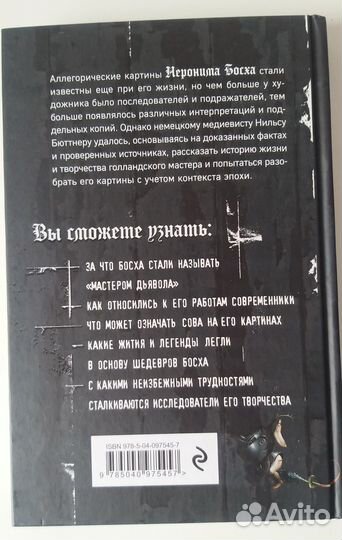 Аллегорические картины Иеронима Босха стали
известны еще при его жизни, но чем больше у ху-
дожника было последователей и подражателей, тем
больше появлялось различных интерпретаций и под-
дельных копий. Однако немецкому медиевисту Нильсу
Бюттнеру удалось, основываясь на доказанных фактах
и проверенных источниках, рассказать историю жизни
и творчества голландского мастера и попытаться разо-
брать его картины с учетом контекста эпохи.
Вы сможете узнать:
ЗА ЧТО БОСХА СТАЛИ НАЗЫВАТЬ
«МАСТЕРОМ ДЬЯВОЛА»
КАК ОТНОСИЛИСЬ К ЕГО РАБОТАМ СОВРЕМЕННИКИ
ЧТО МОЖЕТ ОЗНАЧАТЬ СОВА НА ЕГО КАРТИНАХ
КАКИЕ ЖИТИЯ И ЛЕГЕНДЫ ЛЕГЛИ
В ОСНОВУ ШЕДЕВРОВ БОСХА
С КАКИМИ НЕИЗБЕЖНЫМИ ТРУДНОСТЯМИ
СТАЛКИВАЮТСЯ ИССЛЕДОВАТЕЛИ ЕГО ТВОРЧЕСТВА
ISBN 978-5-04-097545-7
9 785040 975457 >
Avito